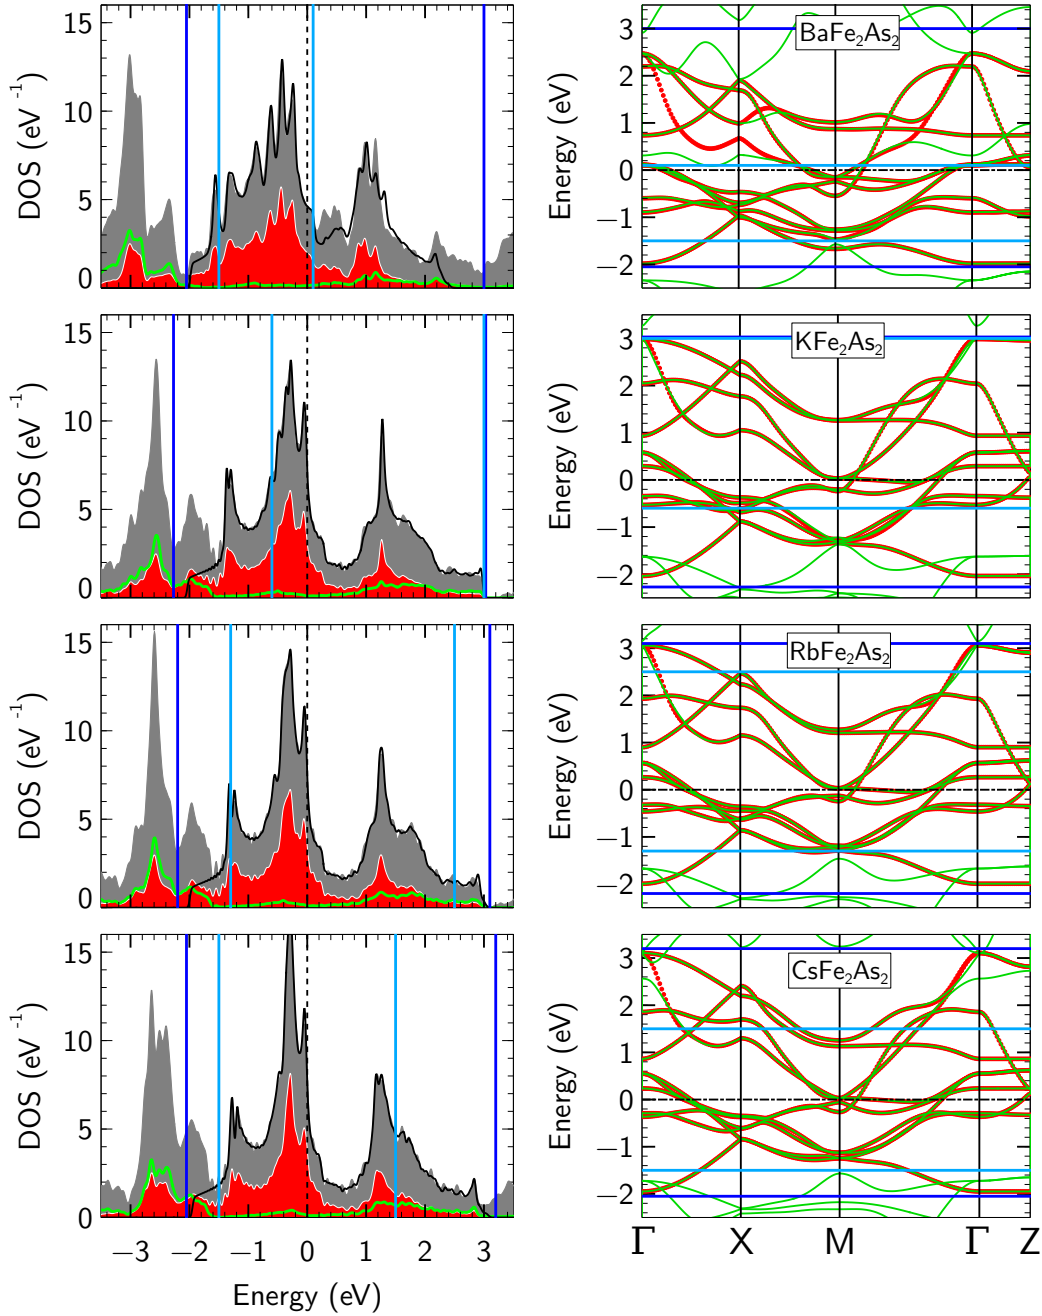 15
10
5
0
DOS (eV⁻¹)
3
2
1
0
−1
−2
Energy (eV)
BaFe₂As₂
15
10
5
0
DOS (eV⁻¹)
3
2
1
0
−1
−2
Energy (eV)
KFe₂As₂
15
10
5
0
DOS (eV⁻¹)
3
2
1
0
−1
−2
Energy (eV)
RbFe₂As₂
15
10
5
0
DOS (eV⁻¹)
−3 −2 −1 0 1 2 3
Energy (eV)
3
2
1
0
−1
−2
Energy (eV)
CsFe₂As₂
Γ X M Γ Z